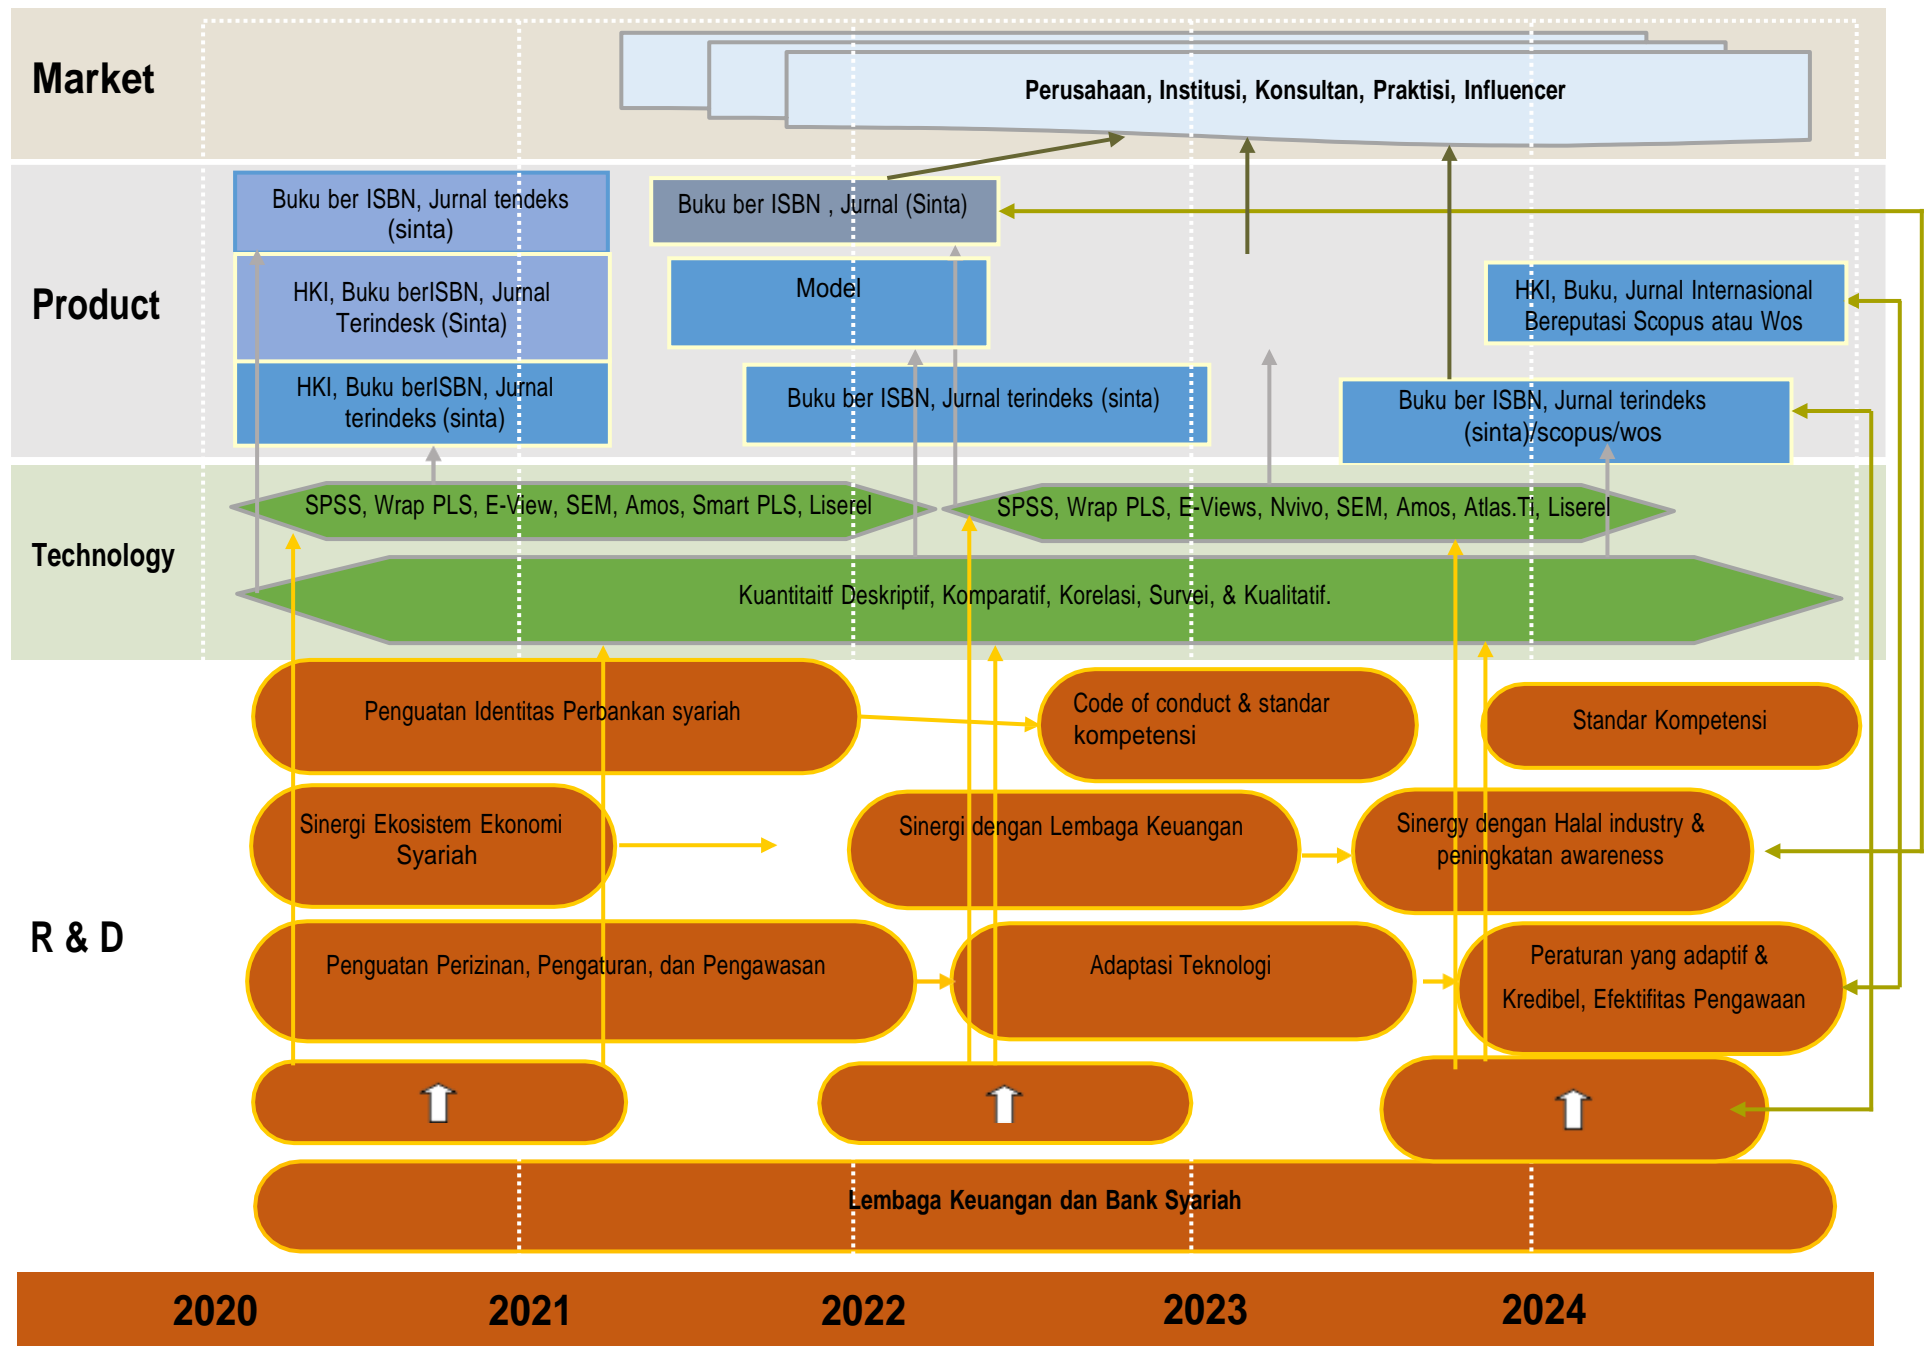 Market
Perusahaan, Institusi, Konsultan, Praktisi, Influencer
Product
Buku ber ISBN, Jurnal tendeks
(sinta)
Buku ber ISBN , Jurnal (Sinta)
HKI, Buku berISBN, Jurnal
Terindesk (Sinta)
Model
HKI, Buku, Jurnal Internasional
Bereputasi Scopus atau Wos
HKI, Buku berISBN, Jurnal
terindeks (sinta)
Buku ber ISBN, Jurnal terindeks (sinta)
Buku ber ISBN, Jurnal terindeks
(sinta)/scopus/wos
Technology
SPSS, Wrap PLS, E-View, SEM, Amos, Smart PLS, Liserel
SPSS, Wrap PLS, E-Views, Nvivo, SEM, Amos, Atlas.Ti, Liserel
Kuantitaitf Deskriptif, Komparatif, Korelasi, Survei, & Kualitatif.
R & D
Penguatan Identitas Perbankan syariah
Code of conduct & standar
kompetensi
Standar Kompetensi
Sinergi Ekosistem Ekonomi
Syariah
Sinergi dengan Lembaga Keuangan
Sinergy dengan Halal industry &
peningkatan awareness
Penguatan Perizinan, Pengaturan, dan Pengawasan
Adaptasi Teknologi
Peraturan yang adaptif &
Kredibel, Efektifitas Pengawaan
Lembaga Keuangan dan Bank Syariah
2020
2021
2022
2023
2024